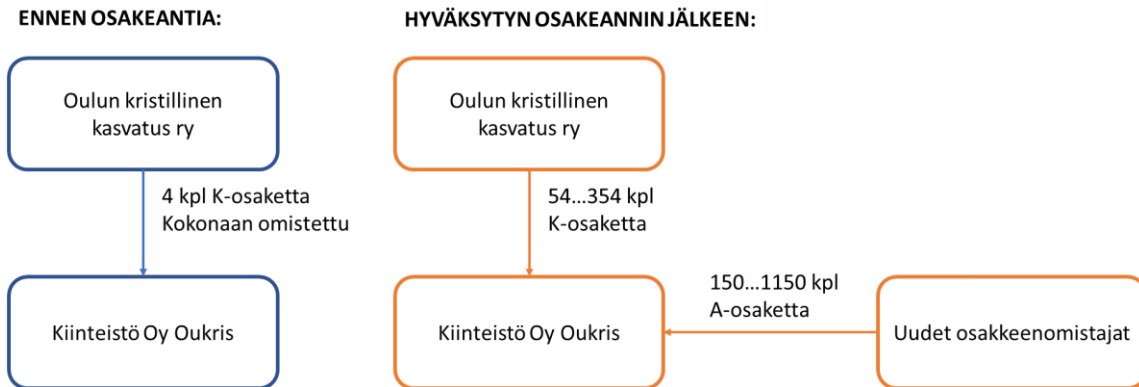 ENNEN OSAKEANTIA:
Oulun kristillinen
kasvatus ry
4 kpl K-osaketta
Kokonaan omistettu
Kiinteistö Oy Oukris
HYVÄKSYTYN OSAKEANNIN JÄLKEEN:
Oulun kristillinen
kasvatus ry
54...354 kpl
K-osaketta
Kiinteistö Oy Oukris
150...1150 kpl
A-osaketta
Uudet osakkeenomistajat